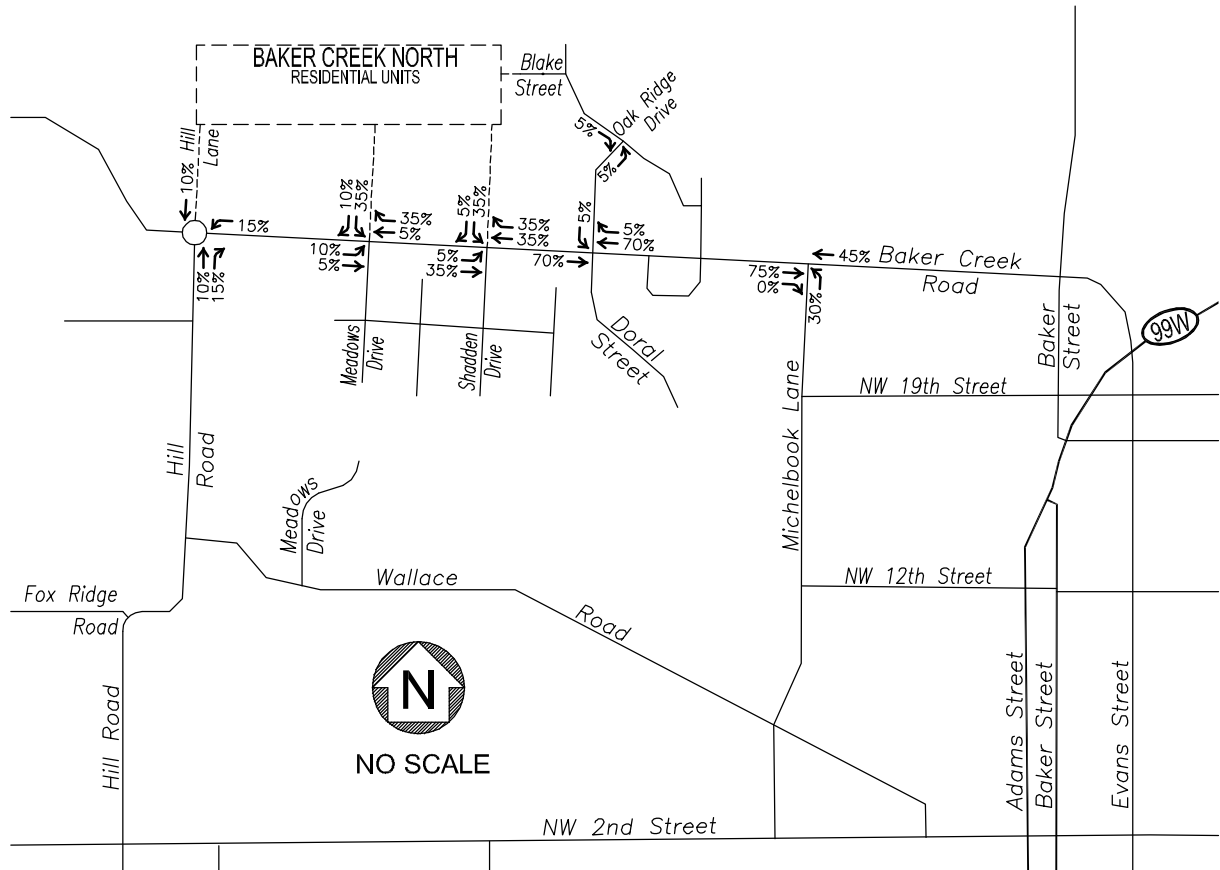 BAKER CREEK NORTH
RESIDENTIAL UNITS
Blake
Street
Oak Ridge
Drive
5%
5%
10%
Hill
Lane
15%
10%
15%
10%
35%
35%
5%
10%
5%
5%
35%
35%
35%
5%
35%
5%
5%
70%
70%
45%
75%
0%
30%
Baker Creek
Road
Meadows
Drive
Shadden
Drive
Doral
Street
Michelbook Lane
Baker
Street
99W
NW 19th Street
Hill
Road
Meadows
Drive
Wallace
Road
NW 12th Street
Fox Ridge
Road
Hill Road
N
NO SCALE
Adams Street
Baker Street
Evans Street
NW 2nd Street